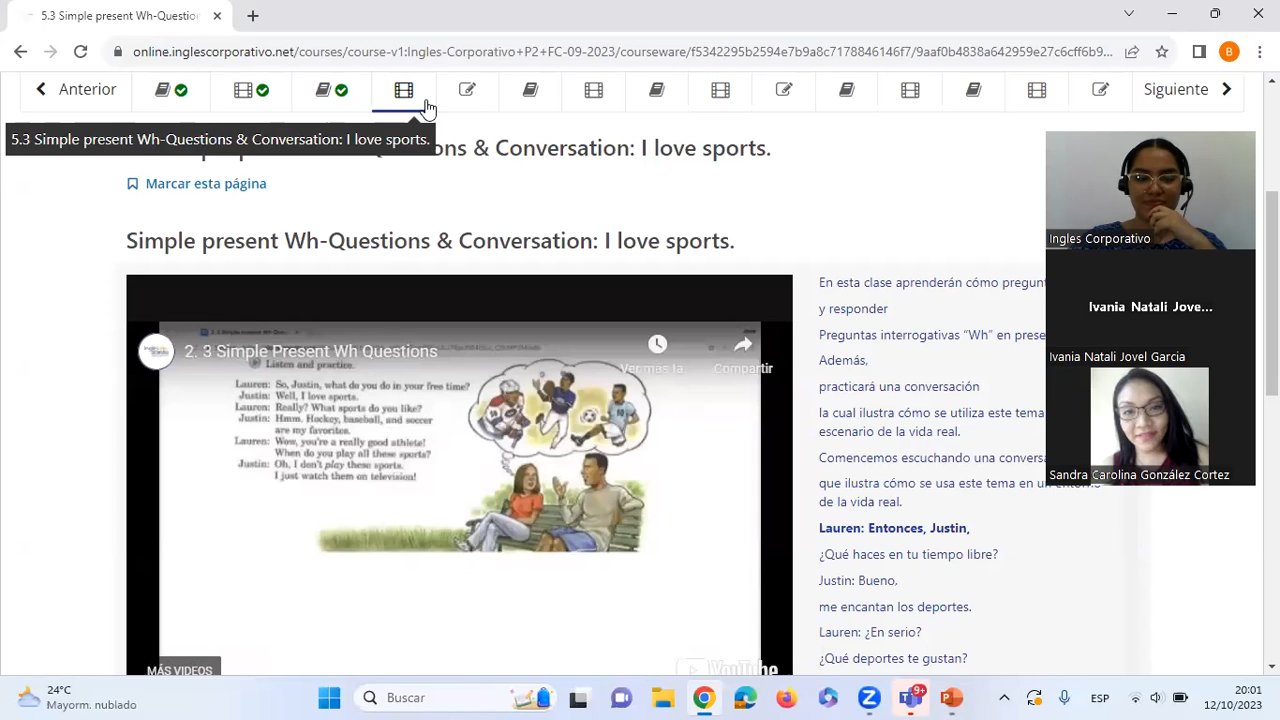 5.3 Simple present Wh-Question
online.inglescorporativo.net/courses/course-v1:Ingles-Corporativo+P2+FC-09-2023/courseware/f5342295b2594e7b9a8c7178846146f7/9aaf0b4838a642959e27c6cff6b9...
B
Anterior
Siguiente
5.3 Simple present Wh-Questions & Conversation: I love sports.
ons & Conversation: I love sports.
Marcar esta página
Simple present Wh-Questions & Conversation: I love sports.
2. 3 Simple Present Wh Questions
Ver más ta
Compartir
Listen and practice.
Lauren: So, Justin, what do you do in your free time?
Justin: Well, I love sports.
Lauren: Really? What sports do you like?
Justin: Hmm. Hockey, baseball, and soccer
are my favorites.
Lauren: Wow, you're a really good athlete!
When do you play all these sports?
Justin: Oh, I don't play these sports.
I just watch them on television!
MÁS VIDEOS
YouTube
En esta clase aprenderán cómo pregun
y responder
Preguntas interrogativas “Wh” en prese
Además,
practicará una conversación
la cual ilustra cómo se utiliza este tema
escenario de la vida real.
Comencemos escuchando una conversa
que ilustra cómo se usa este tema en un
de la vida real.
Lauren: Entonces, Justin,
¿Qué haces en tu tiempo libre?
Justin: Bueno,
me encantan los deportes.
Lauren: ¿En serio?
¿Qué deportes te gustan?
Ingles Corporativo
Ivania Natali Jove...
Ivania Natali Jovel Garcia
Sandra Carolina González Cortez
24°C
Mayorm. nublado
Buscar
9+
ESP
20:01
12/10/2023